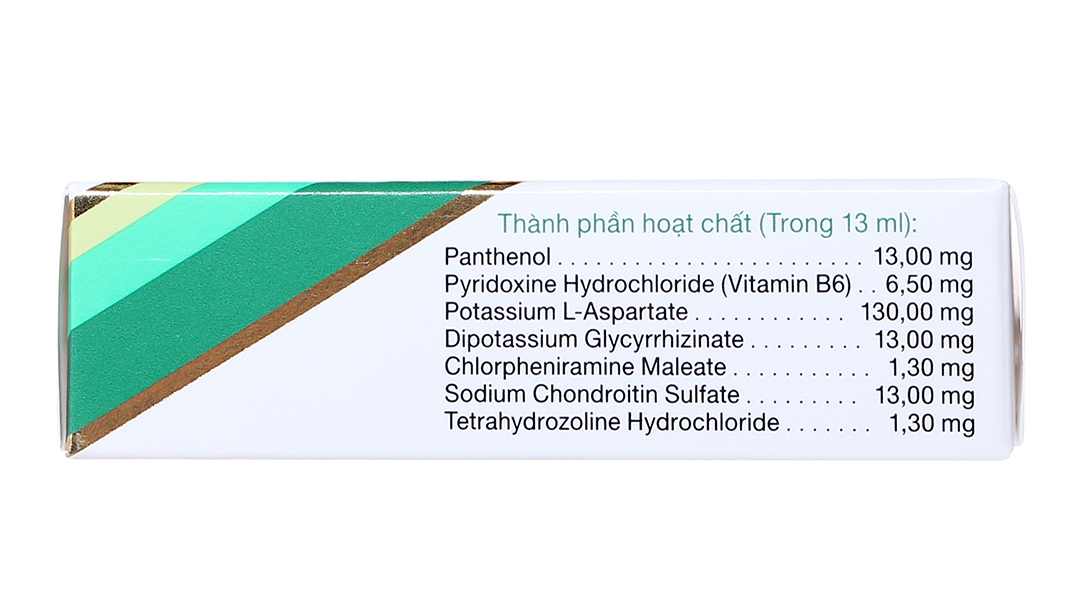 Thành phần hoạt chất (Trong 13 ml):
Panthenol . . . . . . . . . . . . . . . . . . . . . . . . . . 13,00 mg
Pyridoxine Hydrochloride (Vitamin B6) . . 6,50 mg
Potassium L-Aspartate . . . . . . . . . . . . 130,00 mg
Dipotassium Glycyrrhizinate . . . . . . . . . 13,00 mg
Chlorpheniramine Maleate . . . . . . . . . . . 1,30 mg
Sodium Chondroitin Sulfate . . . . . . . . . 13,00 mg
Tetrahydrozoline Hydrochloride . . . . . . . 1,30 mg